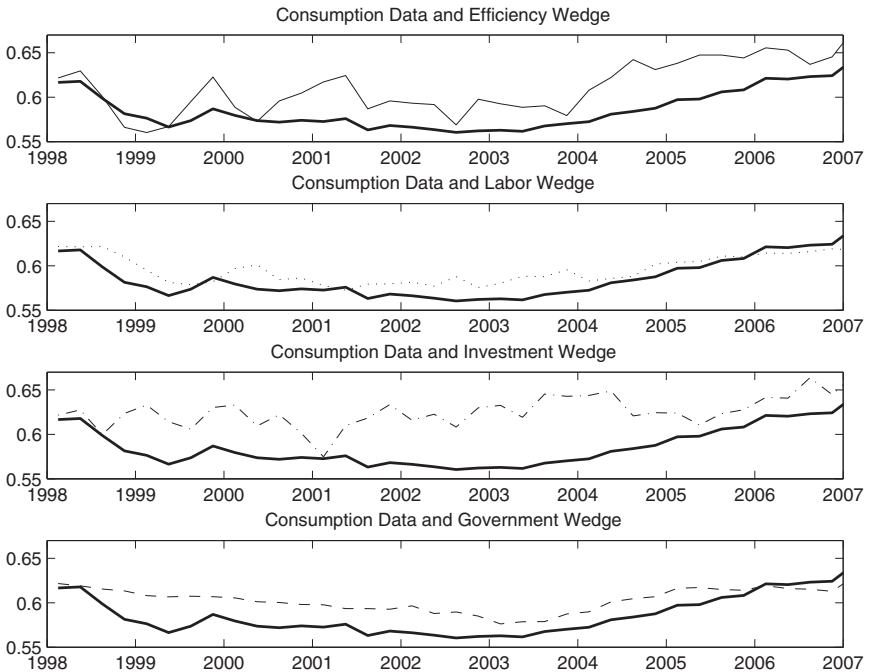 Consumption Data and Efficiency Wedge
0.65
0.6
0.55
1998 1999 2000 2001 2002 2003 2004 2005 2006 2007
Consumption Data and Labor Wedge
0.65
0.6
0.55
1998 1999 2000 2001 2002 2003 2004 2005 2006 2007
Consumption Data and Investment Wedge
0.65
0.6
0.55
1998 1999 2000 2001 2002 2003 2004 2005 2006 2007
Consumption Data and Government Wedge
0.65
0.6
0.55
1998 1999 2000 2001 2002 2003 2004 2005 2006 2007